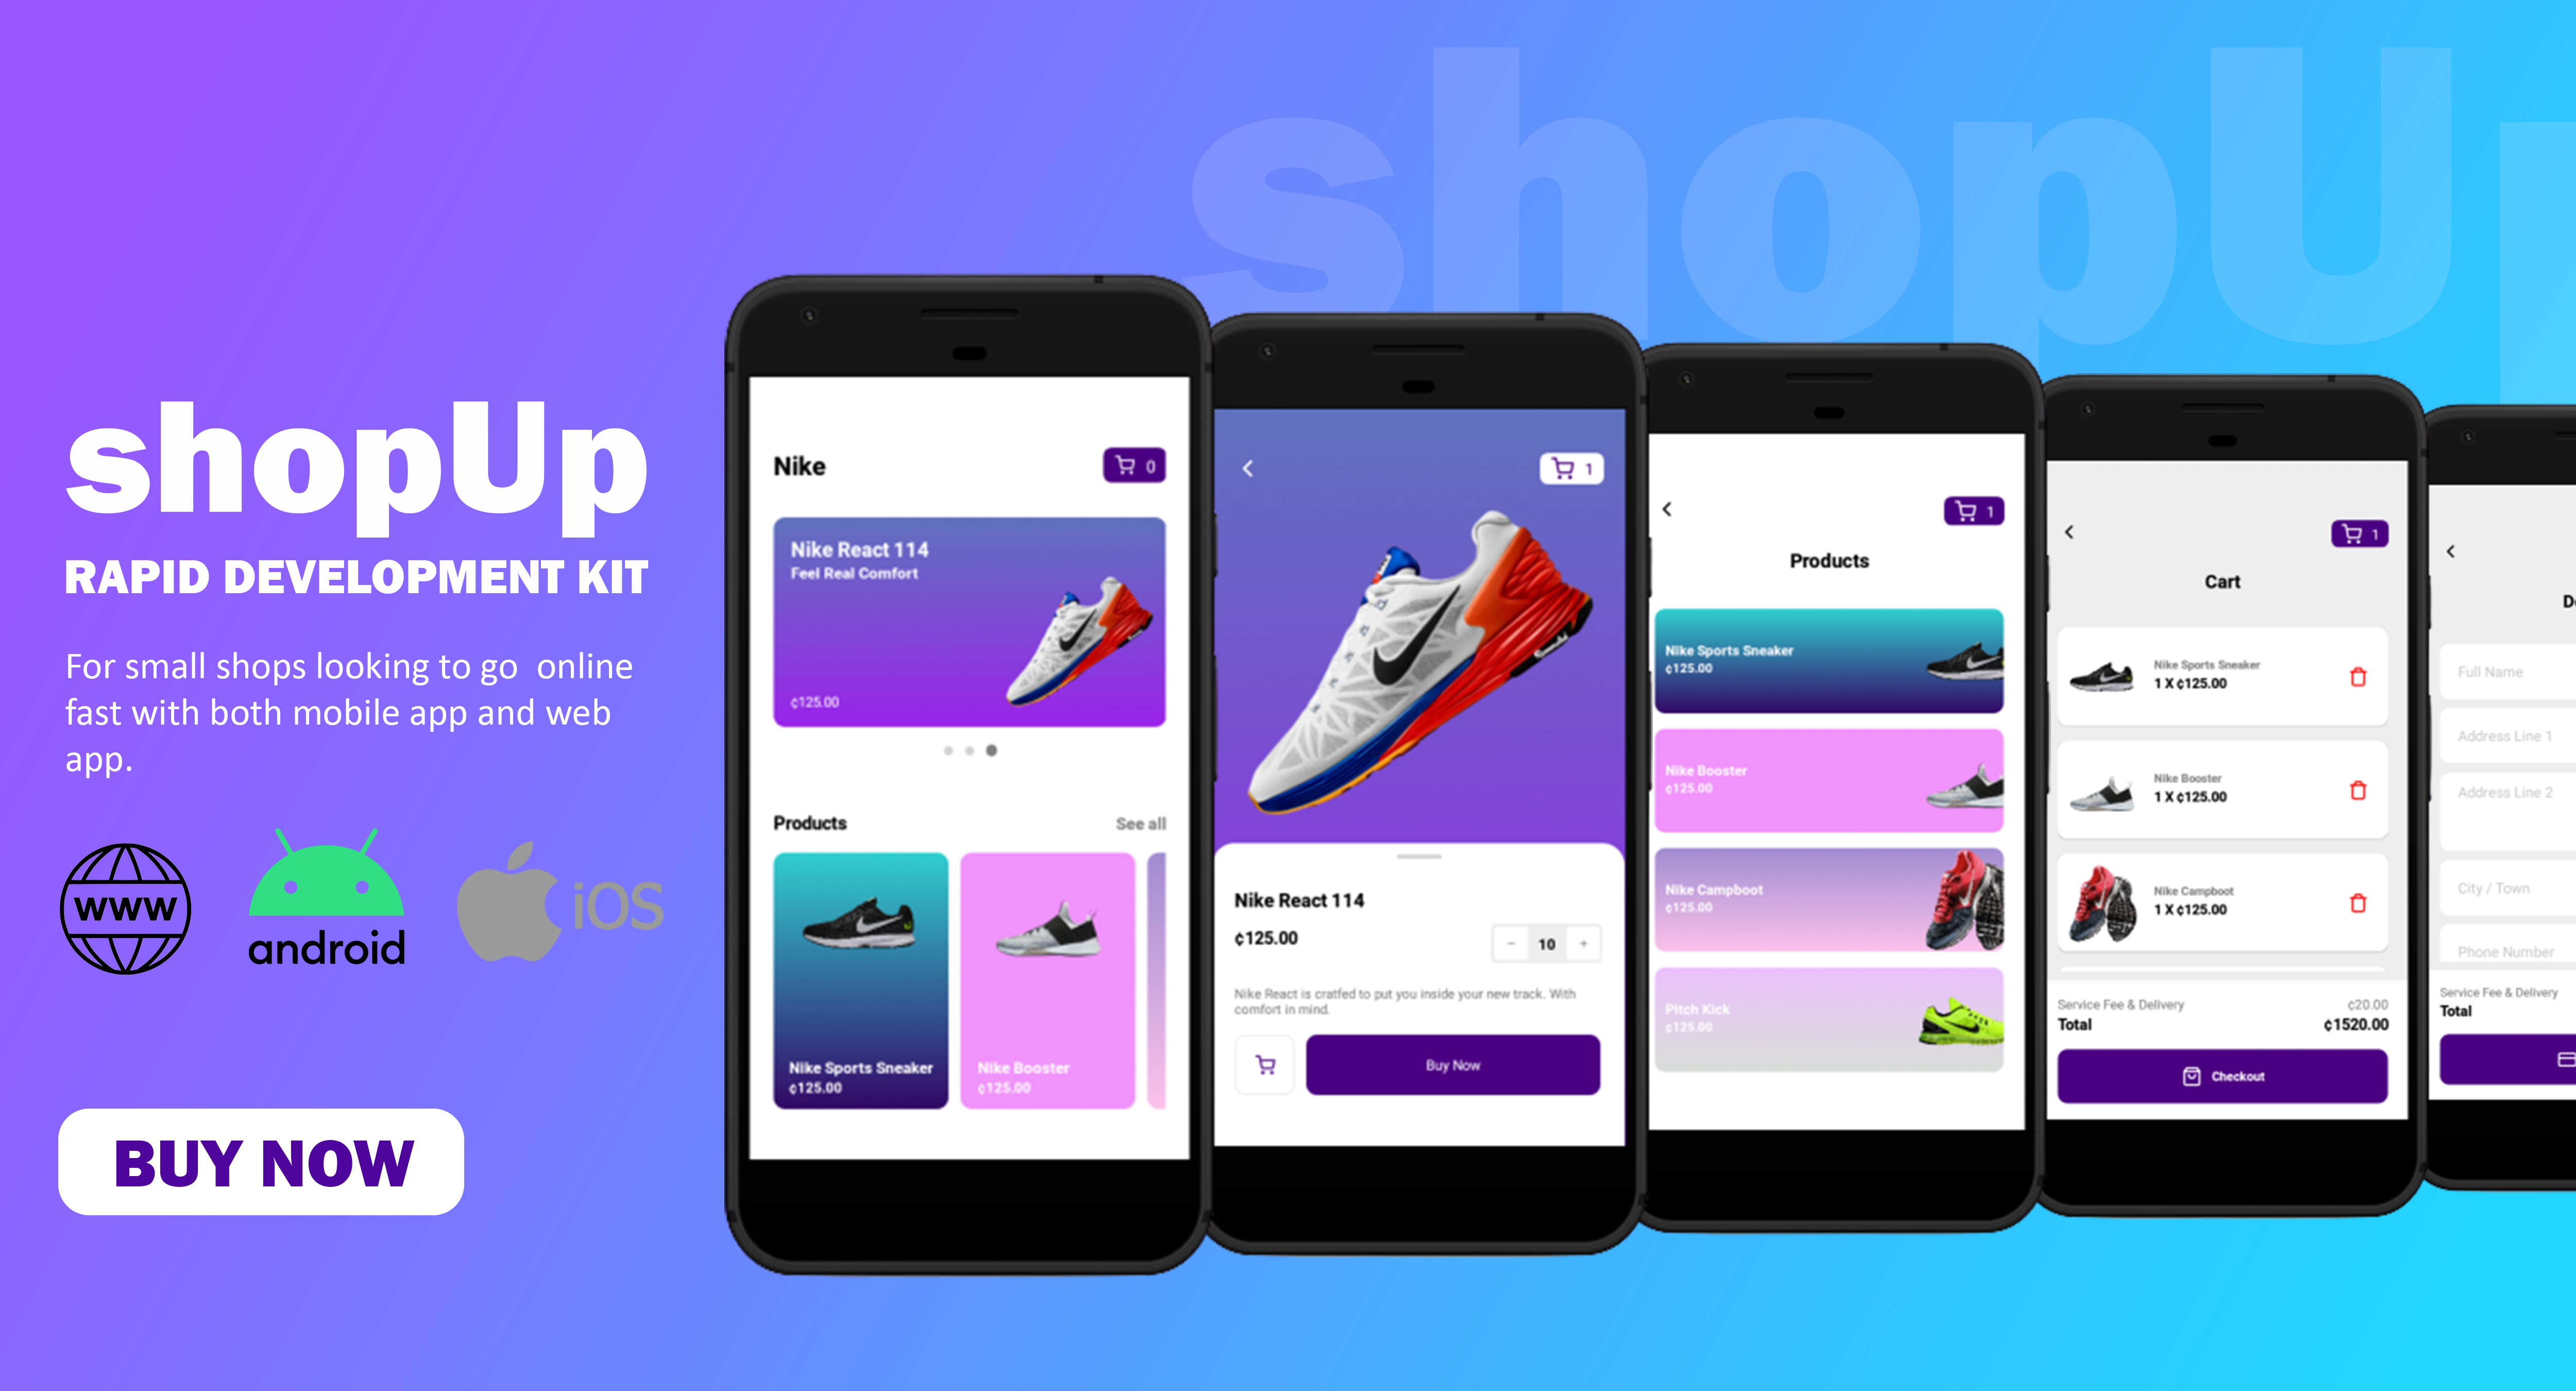 shopUp
shopUp
RAPID DEVELOPMENT KIT
For small shops looking to go  online
fast with both mobile app and web
app.
www
android
iOS
BUY NOW
Nike
0
Nike React 114
Feel Real Comfort
¢125.00
Products
See all
Nike Sports Sneaker
¢125.00
Nike Booster
¢125.00
1
Nike React 114
¢125.00
- 10 +
Nike React is cratfed to put you inside your new track. With
comfort in mind.
Buy Now
1
Products
Nike Sports Sneaker
¢125.00
Nike Booster
¢125.00
Nike Campboot
¢125.00
Pitch Kick
¢125.00
1
Cart
Nike Sports Sneaker
1 X ¢125.00
Nike Booster
1 X ¢125.00
Nike Campboot
1 X ¢125.00
Service Fee & Delivery ¢20.00
Total ¢1520.00
Checkout
Full Name
Address Line 1
Address Line 2
City / Town
Phone Number
Service Fee & Delivery
Total